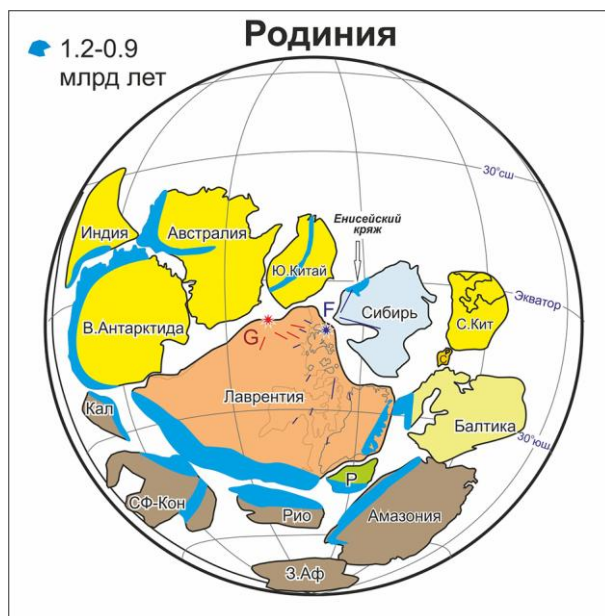 Родиния
1.2-0.9
млрд лет
30°сш
Индия
Австралия
Енисейский
кряж
Ю.Китай
Экватор
В.Антарктида
G
F
Сибирь
С.Кит
Лаврентия
Кал
Балтика
30°юш
СФ-Кон
Рио
Р
Амазония
З.Аф